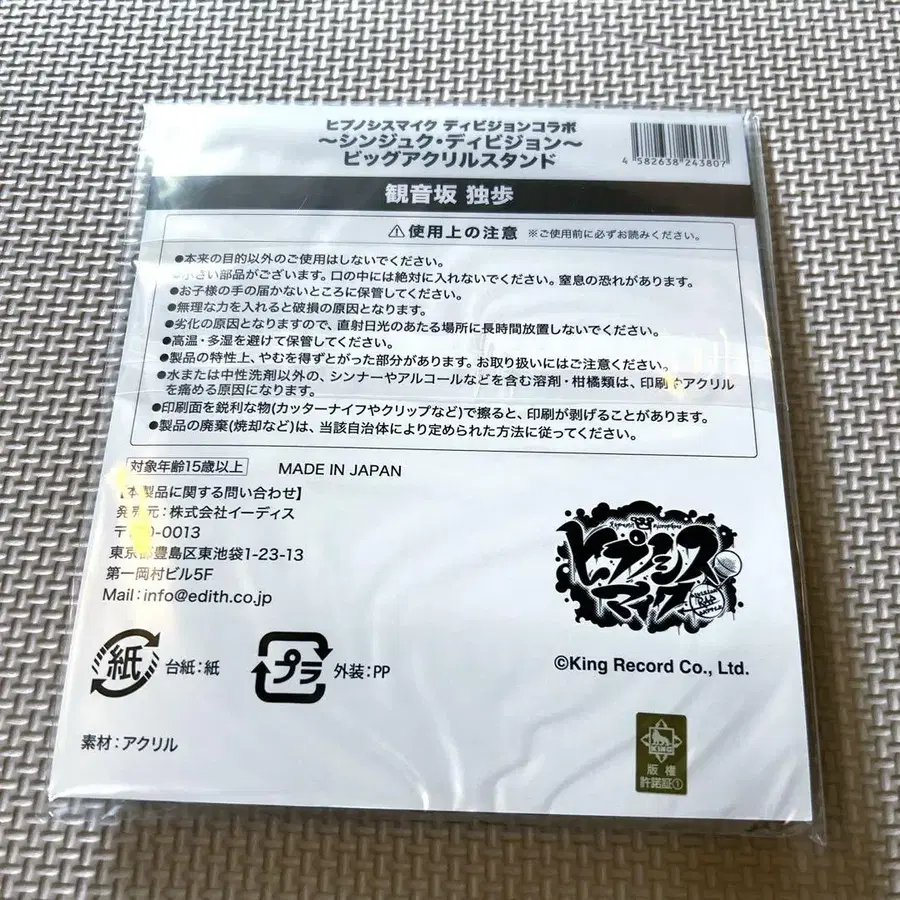 ヒプノシスマイク ディビジョンコラボ
～シンジュク・ディビジョン～
ビッグアクリルスタンド
4 582638 243807
観音坂 独歩
⚠使用上の注意 ※ご使用前に必ずお読みください。
●本来の目的以外のご使用はしないでください。
●小さい部品がございます。口の中には絶対に入れないでください。窒息の恐れがあります。
●お子様の手の届かないところに保管してください。
●無理な力を入れると破損の原因となります。
●劣化の原因となりますので、直射日光のあたる場所に長時間放置しないでください。
●高温・多湿を避けて保管してください。
●製品の特性上、やむを得ずとがった部分があります。お取り扱いにはご注意ください。
●水または中性洗剤以外の、シンナーやアルコールなどを含む溶剤・柑橘類は、印刷やアクリル
を痛める原因になります。
●印刷面を鋭利な物(カッターナイフやクリップなど)で擦ると、印刷が剥げることがあります。
●製品の廃棄(焼却など)は、当該自治体により定められた方法に従ってください。
対象年齢15歳以上 MADE IN JAPAN
【本製品に関する問い合わせ】
発売元：株式会社イーディス
-0013
東京都豊島区東池袋1-23-13
第一岡村ビル5F
Mail：info@edith.co.jp
ヒプノシス
マイク
RAP
©King Record Co., Ltd.
紙 台紙：紙
プラ 外装：PP
素材：アクリル
KING
版権
許諾証①